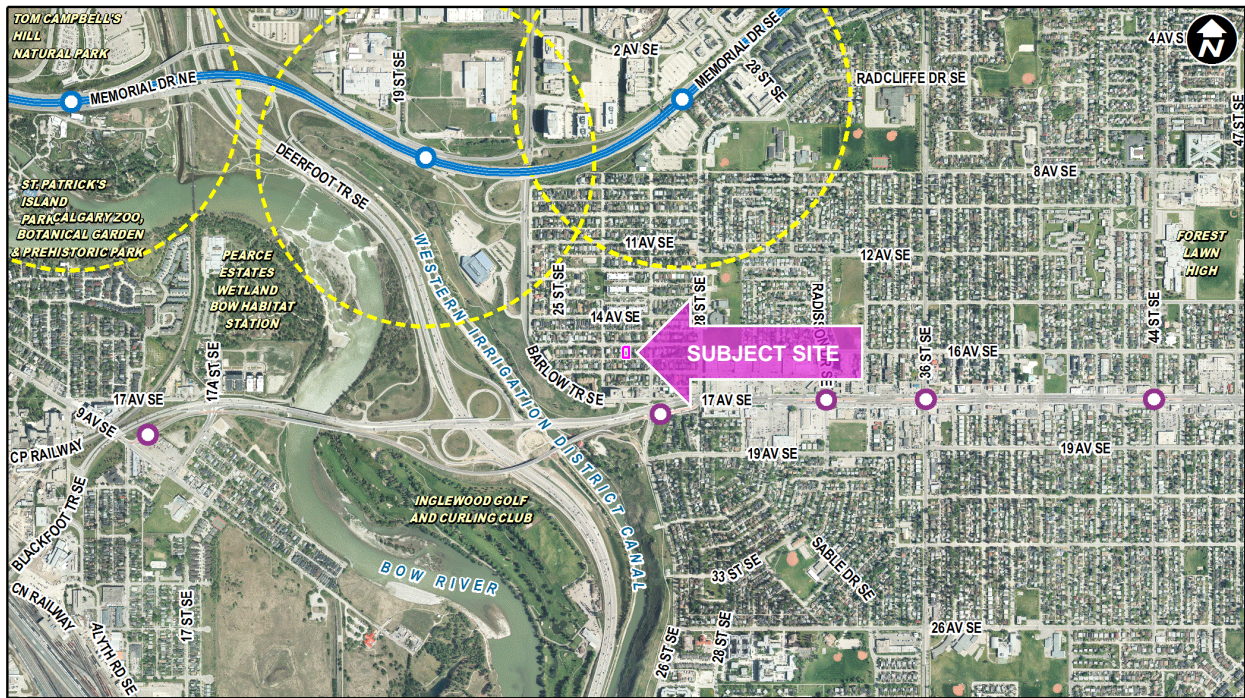 TOM CAMPBELL'S
HILL
NATURAL PARK
MEMORIAL DR NE
19 ST SE
2 AV SE
MEMORIAL DR SE
28 ST SE
RADCLIFFE DR SE
4 AV S
N
47 ST SE
DEERFOOT TR SE
8 AV SE
ST.PATRICK'S
ISLAND
PARK
CALGARY ZOO,
BOTANICAL GARDEN
& PREHISTORIC PARK
PEARCE
ESTATES
WETLAND
BOW HABITAT
STATION
WESTERN IRRIGATION DISTRICT CANAL
11 AV SE
12 AV SE
FOREST
LAWN
HIGH
25 ST SE
14 AV SE
28 ST SE
SUBJECT SITE
36 ST SE
16 AV SE
44 ST SE
BARLOW TR SE
17A ST SE
17 AV SE
17 AV SE
9 AV SE
CP RAILWAY
19 AV SE
19 AV SE
BLACKFOOT TR SE
INGLEWOOD GOLF
AND CURLING CLUB
BOW RIVER
33 ST SE
SABLE DR SE
CN RAILWAY
ALYTH RD SE
17 ST SE
26 ST SE
28 ST SE
26 AV SE